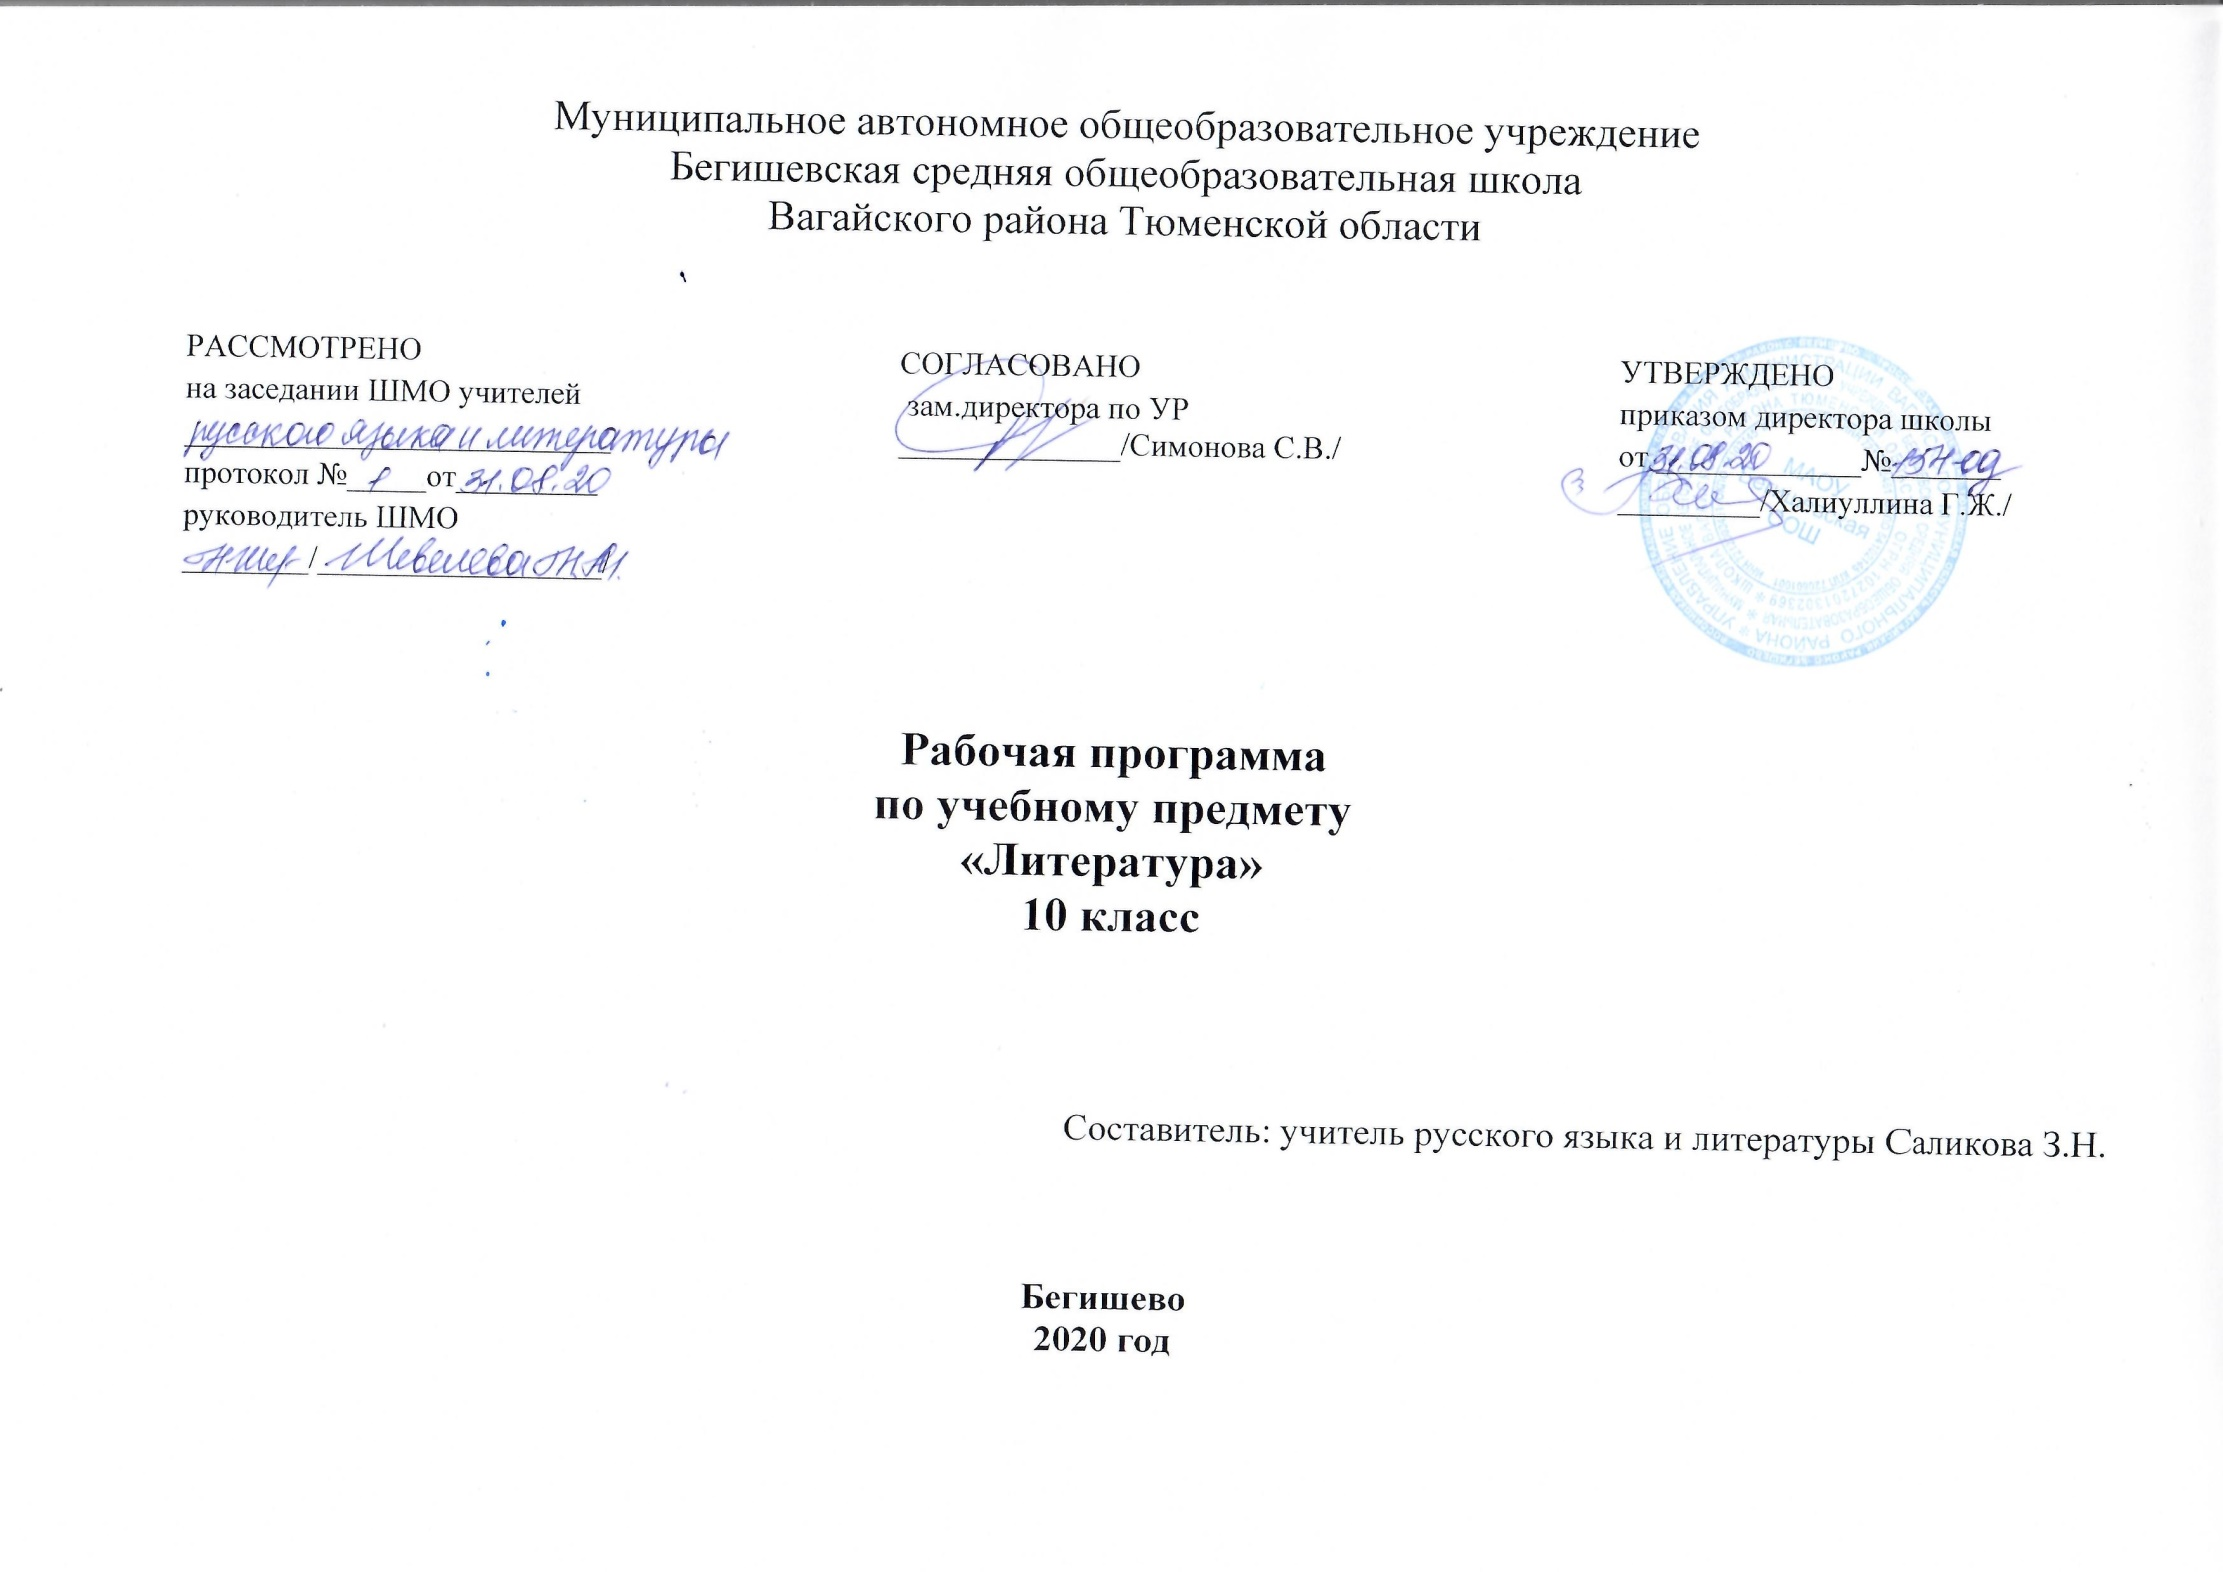 Муниципальное автономное общеобразовательное учреждение
Бегишевская средняя общеобразовательная школа
Вагайского района Тюменской области
РАССМОТРЕНО
на заседании ШМО учителей
русского языка и литературы
протокол № 1 от 31.08.20
руководитель ШМО
/ Шевелева
СОГЛАСОВАНО
зам.директора по УР
/Симонова С.В./
УТВЕРЖДЕНО
приказом директора школы
от 31.08.20 №
/Халиуллина Г.Ж./
Рабочая программа
по учебному предмету
«Литература»
10 класс
Составитель: учитель русского языка и литературы Саликова З.Н.
Бегишево
2020 год